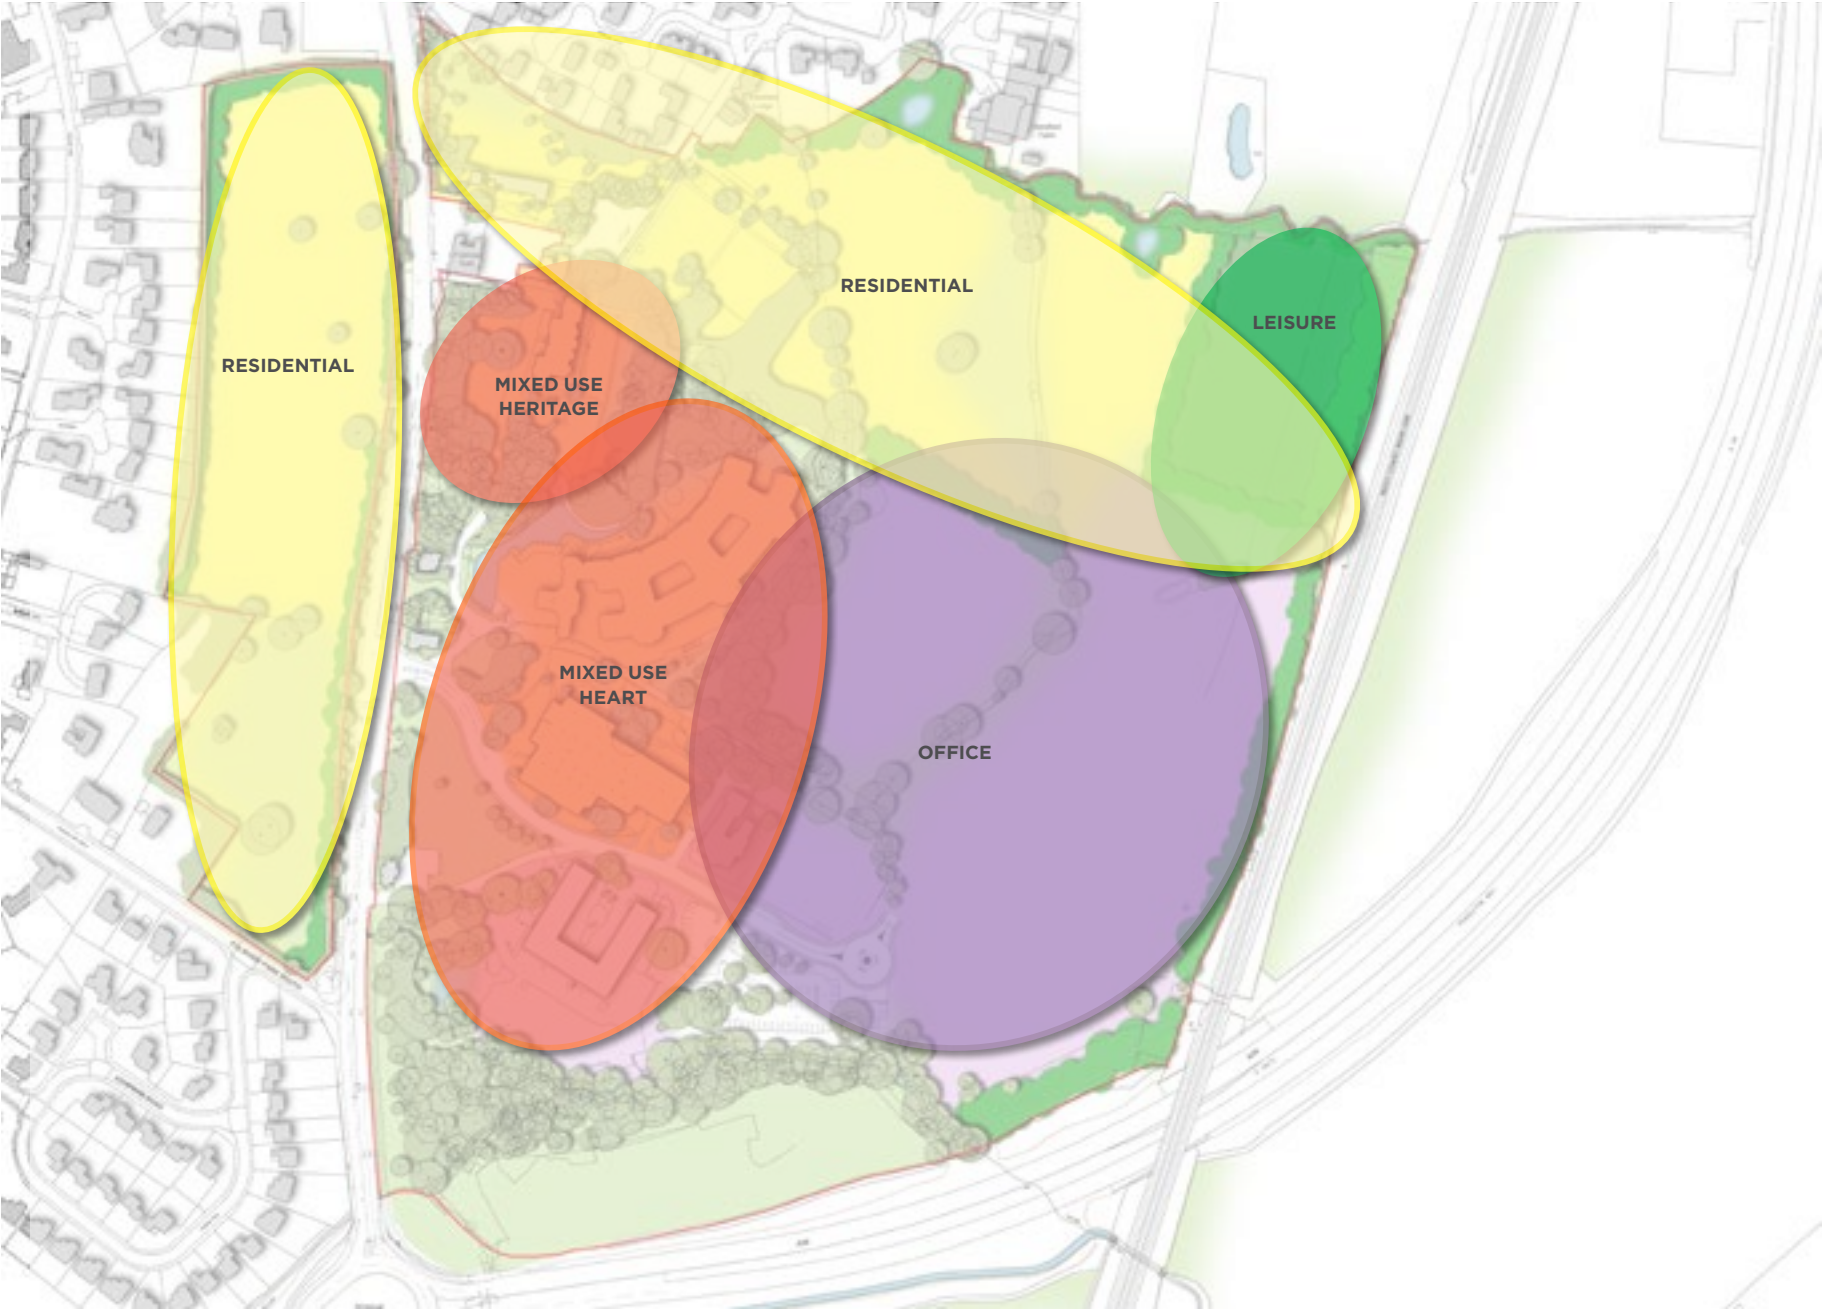 RESIDENTIAL
LEISURE
RESIDENTIAL
MIXED USE
HERITAGE
MIXED USE
HEART
OFFICE